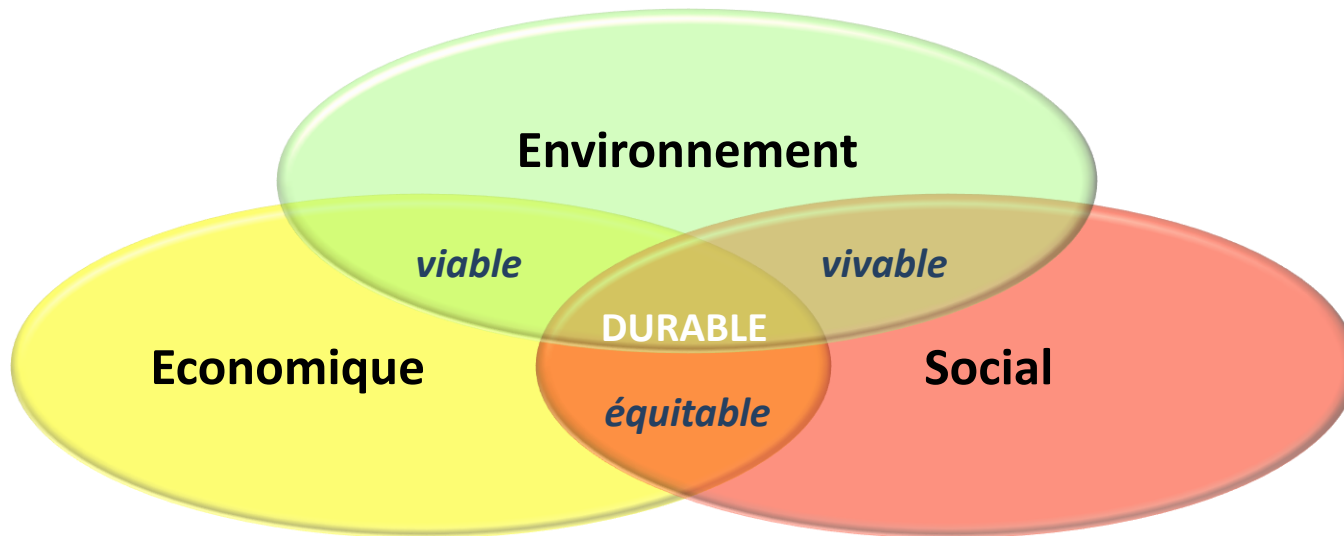 Environnement
viable
vivable
DURABLE
Economique
Social
équitable